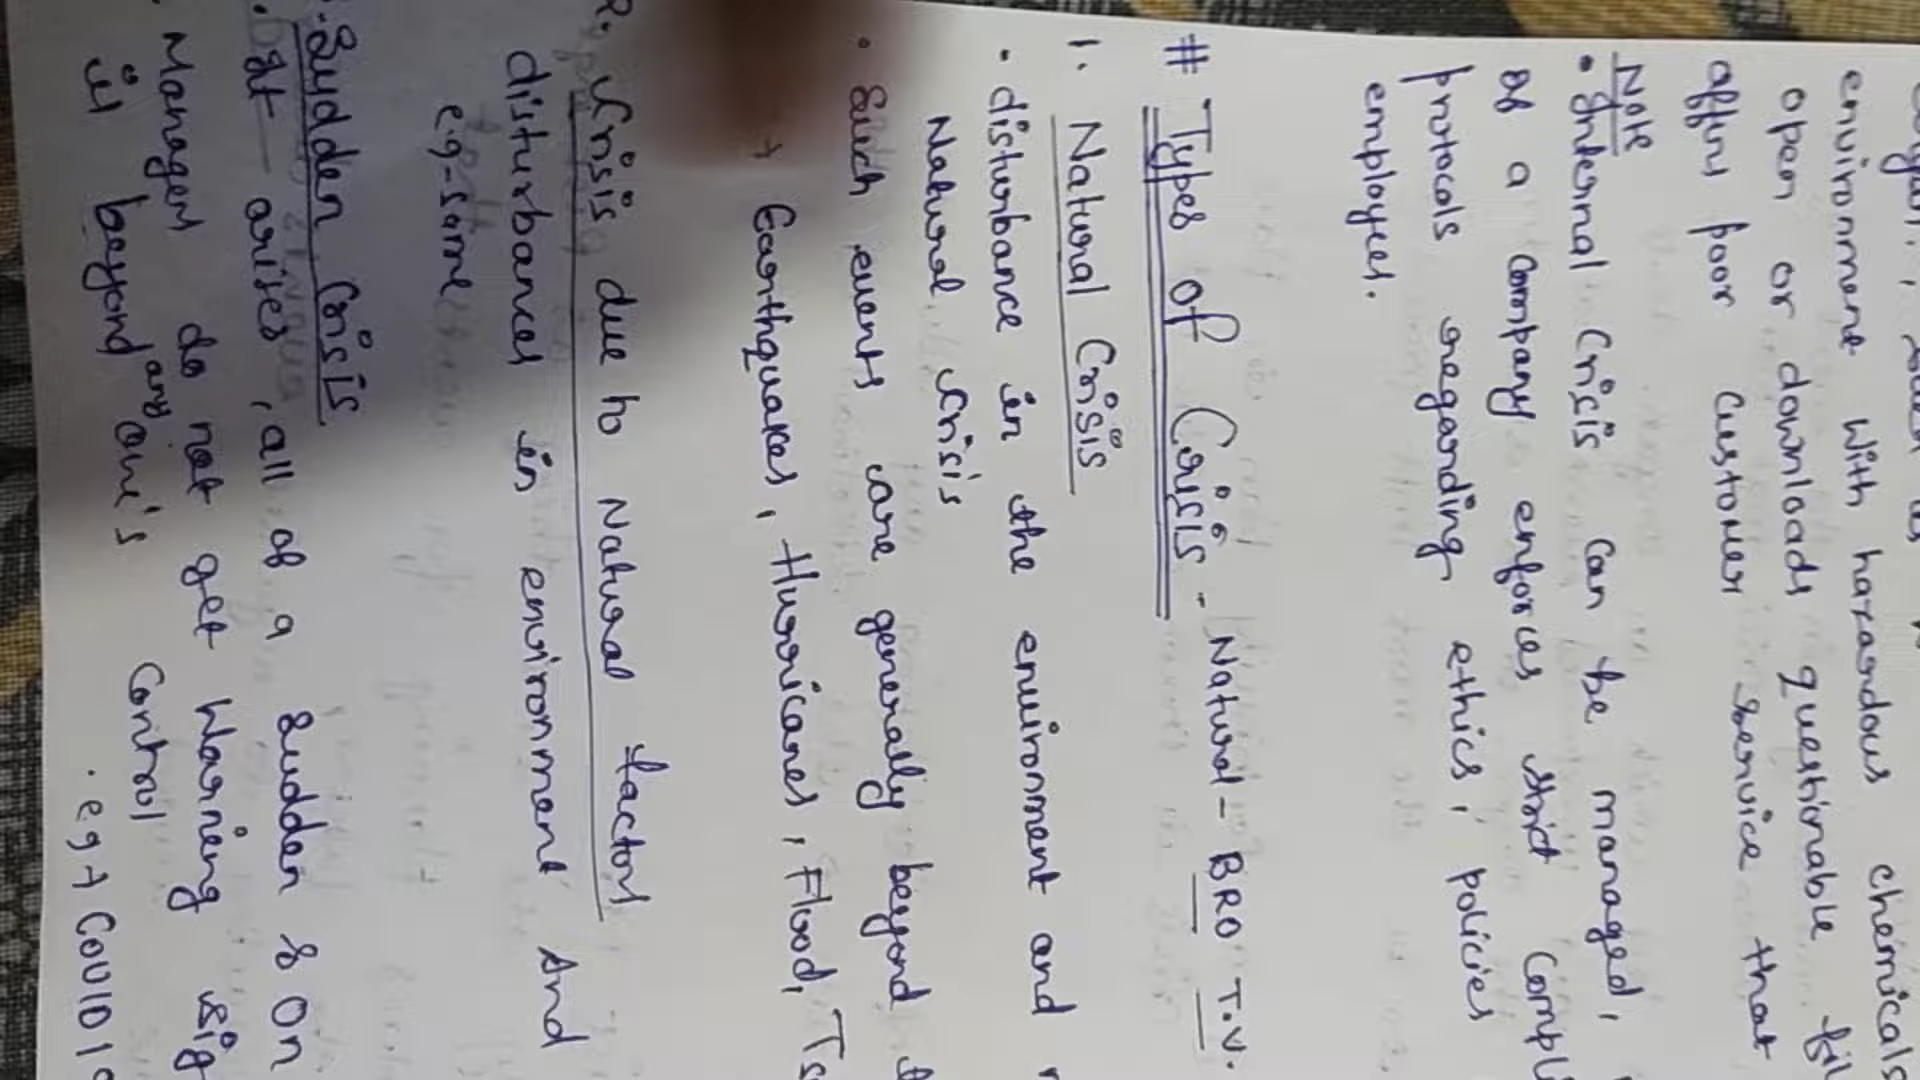 environment with hazardous chemicals
open or downloads questionable
offers poor customer service that
Note
• Internal Crisis can be managed,
of a company enforces strict
protocols regarding ethics, policies
employees.
# Types of Crisis - Natural - BRO T.V.
1. Natural Crisis
• disturbance in the environment and
Natural Crisis
• Such events are generally beyond
→ Earthquakes, Hurricanes, Flood,
2. Crisis due to Natural factors
disturbances in environment and
eg-same
Sudden Crisis
• It arises, all of a sudden & on
• Managers do not get warning
is beyond any one's control
• eg → COVID